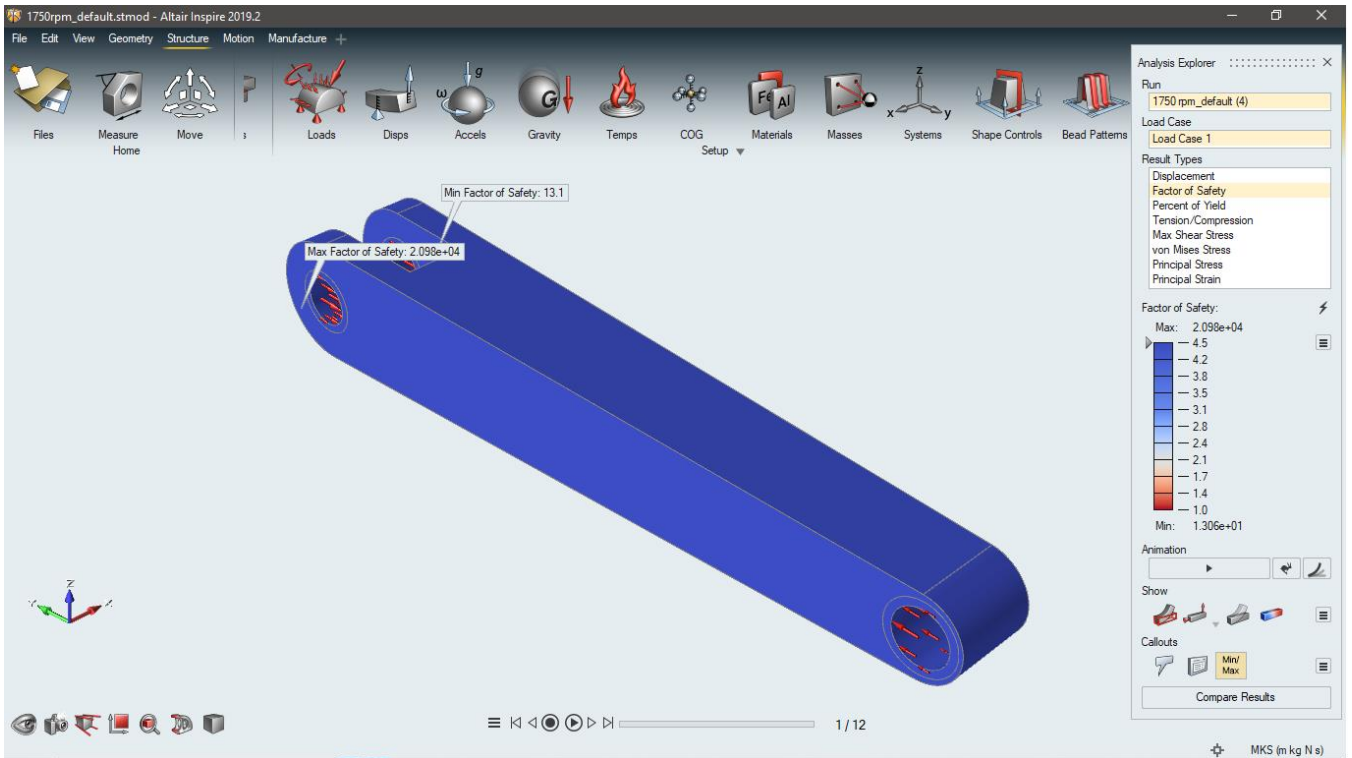 1750rpm_default.stmod - Altair Inspire 2019.2
File Edit View Geometry Structure Motion Manufacture
Files Measure Move s Loads Disps Accels Gravity Temps COG Materials Masses Systems Shape Controls Bead Patterns
Home Setup
g
ω
G
Fe Al
z
x y
Min Factor of Safety: 13.1
Max Factor of Safety: 2.098e+04
Analysis Explorer
Run
1750 rpm_default (4)
Load Case
Load Case 1
Result Types
Displacement
Factor of Safety
Percent of Yield
Tension/Compression
Max Shear Stress
von Mises Stress
Principal Stress
Principal Strain
Factor of Safety:
Max: 2.098e+04
4.5
4.2
3.8
3.5
3.1
2.8
2.4
2.1
1.7
1.4
1.0
Min: 1.306e+01
Animation
Show
Callouts
Min/
Max
Compare Results
Z
1 / 12
MKS (m kg N s)